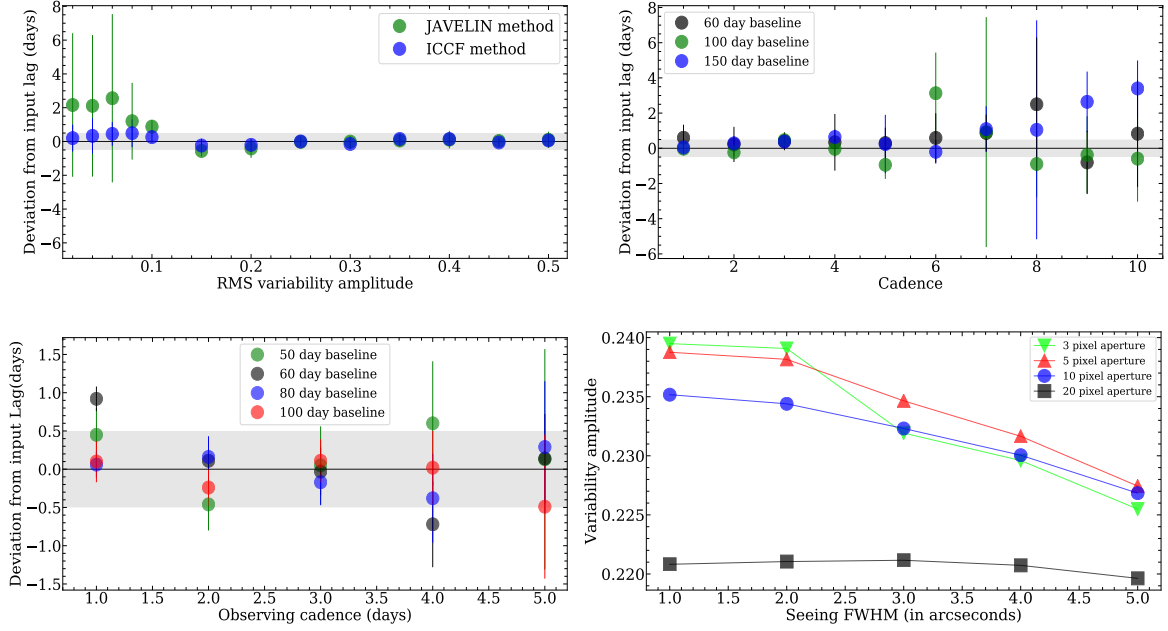 Deviation from input lag (days)
8
6
4
2
0
−2
−4
−6
JAVELIN method
ICCF method
0.1
0.2
0.3
0.4
0.5
RMS variability amplitude
Deviation from input lag (days)
8
6
4
2
0
−2
−4
−6
60 day baseline
100 day baseline
150 day baseline
2
4
6
8
10
Cadence
Deviation from input Lag(days)
1.5
1.0
0.5
0.0
−0.5
−1.0
−1.5
50 day baseline
60 day baseline
80 day baseline
100 day baseline
1.0
1.5
2.0
2.5
3.0
3.5
4.0
4.5
5.0
Observing cadence (days)
Variability amplitude
0.240
0.235
0.230
0.225
0.220
3 pixel aperture
5 pixel aperture
10 pixel aperture
20 pixel aperture
1.0
1.5
2.0
2.5
3.0
3.5
4.0
4.5
5.0
Seeing FWHM (in arcseconds)